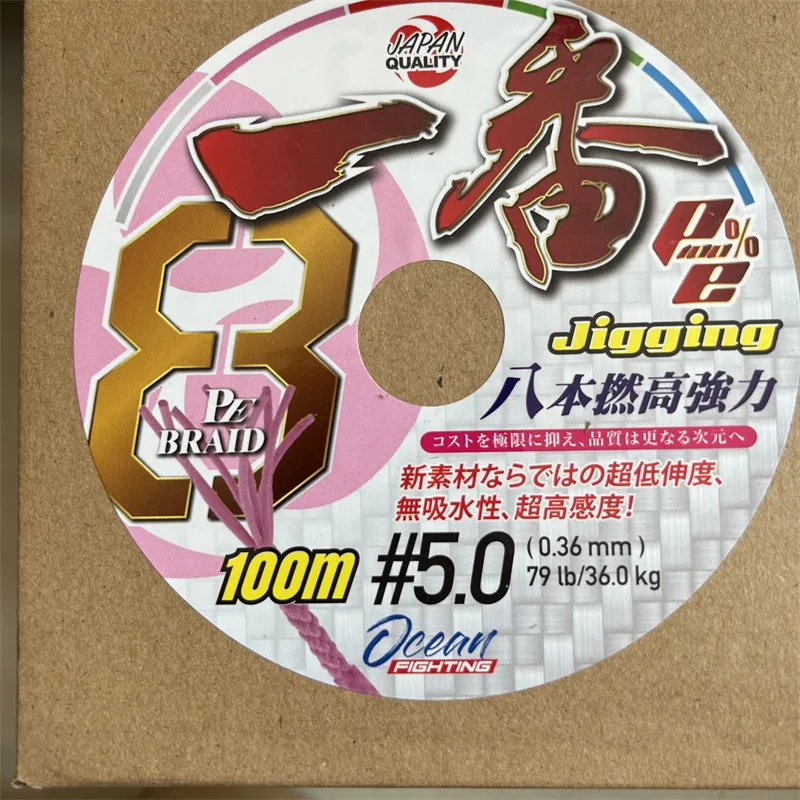 JAPAN
QUALITY
一番
Pe 100%
Jigging
8
PE
BRAID
八本撚高強力
コストを極限に抑え、品質は更なる次元へ
新素材ならではの超低伸度、
無吸水性、超高感度!
100m #5.0
(0.36 mm)
79 lb/36.0 kg
Ocean
FIGHTING